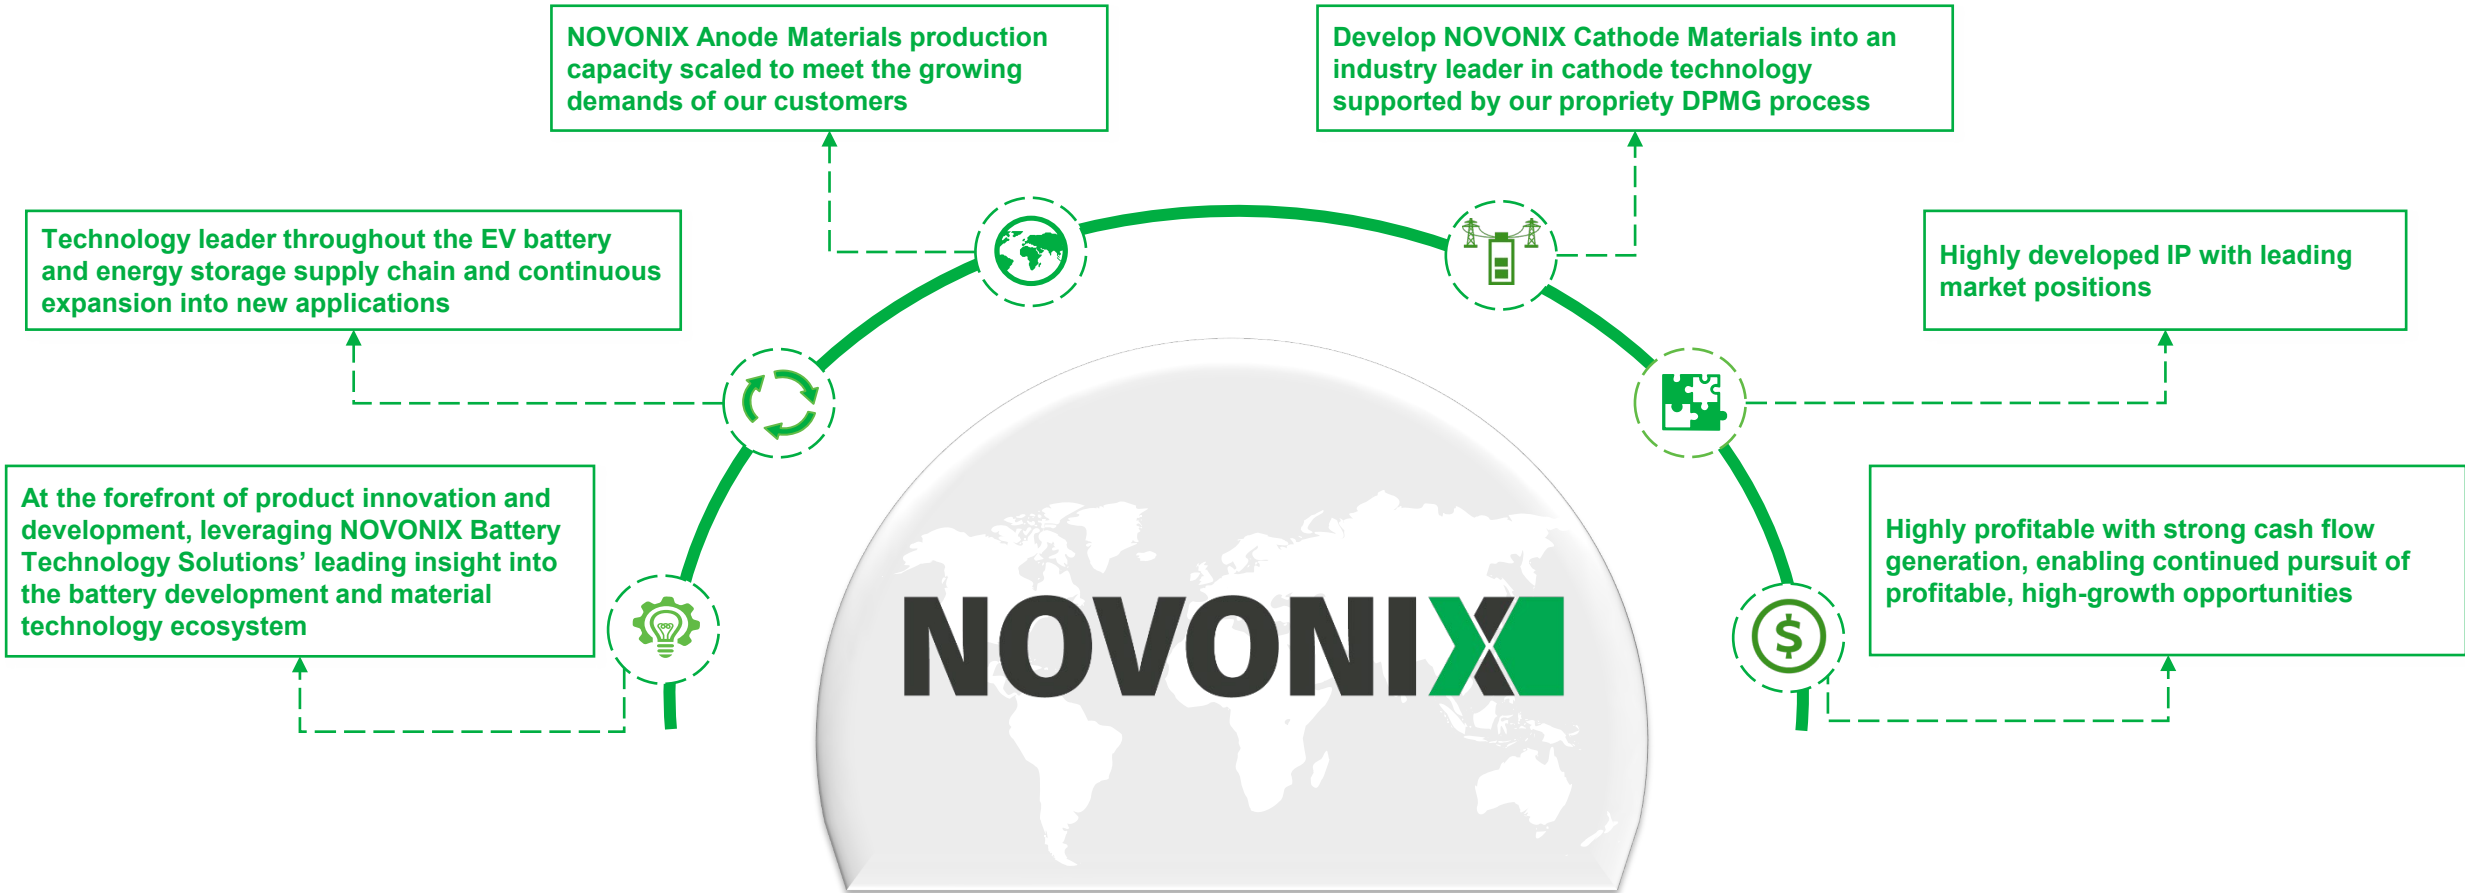 NOVONIX Anode Materials production
capacity scaled to meet the growing
demands of our customers
Develop NOVONIX Cathode Materials into an
industry leader in cathode technology
supported by our propriety DPMG process
Technology leader throughout the EV battery
and energy storage supply chain and continuous
expansion into new applications
Highly developed IP with leading
market positions
At the forefront of product innovation and
development, leveraging NOVONIX Battery
Technology Solutions’ leading insight into
the battery development and material
technology ecosystem
Highly profitable with strong cash flow
generation, enabling continued pursuit of
profitable, high-growth opportunities
$
NOVONIX